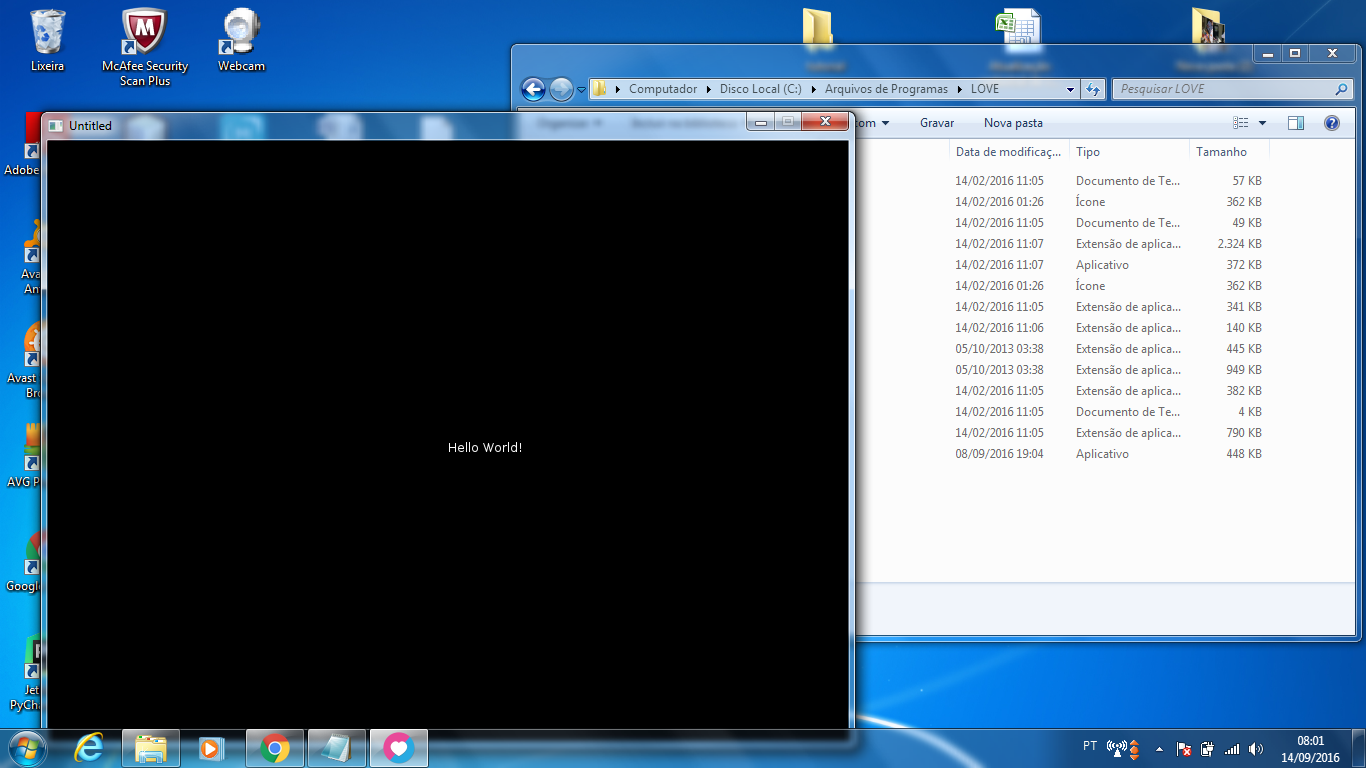 Lixeira
McAfee Security
Scan Plus
Webcam
Computador
Disco Local (C:)
Arquivos de Programas
LOVE
Pesquisar LOVE
Untitled
com
Gravar
Nova pasta
Data de modificaç...
Tipo
Tamanho
14/02/2016 11:05 Documento de Te... 57 KB
14/02/2016 01:26 Ícone 362 KB
14/02/2016 11:05 Documento de Te... 49 KB
14/02/2016 11:07 Extensão de aplica... 2.324 KB
14/02/2016 11:07 Aplicativo 372 KB
14/02/2016 01:26 Ícone 362 KB
14/02/2016 11:05 Extensão de aplica... 341 KB
14/02/2016 11:06 Extensão de aplica... 140 KB
05/10/2013 03:38 Extensão de aplica... 445 KB
05/10/2013 03:38 Extensão de aplica... 949 KB
14/02/2016 11:05 Extensão de aplica... 382 KB
14/02/2016 11:05 Documento de Te... 4 KB
14/02/2016 11:05 Extensão de aplica... 790 KB
08/09/2016 19:04 Aplicativo 448 KB
Adobe
Ava
An
Avast
Bro
AVG P
Google
Jet
PyCha
Hello World!
PT
08:01
14/09/2016